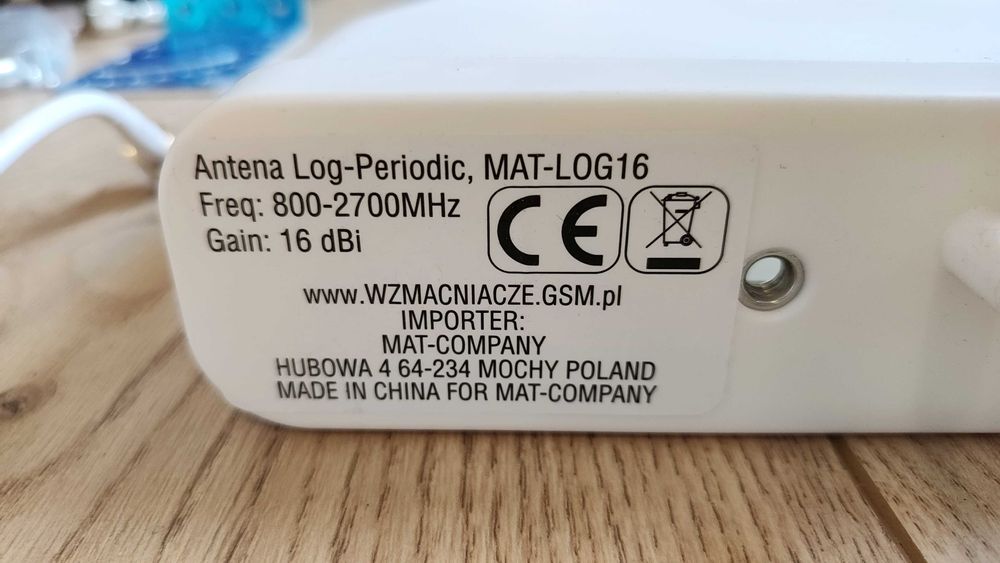 Antena Log-Periodic, MAT-LOG16
Freq: 800-2700MHz
Gain: 16 dBi
CE
www.WZMACNIACZE.GSM.pl
IMPORTER:
MAT-COMPANY
HUBOWA 4 64-234 MOCHY POLAND
MADE IN CHINA FOR MAT-COMPANY